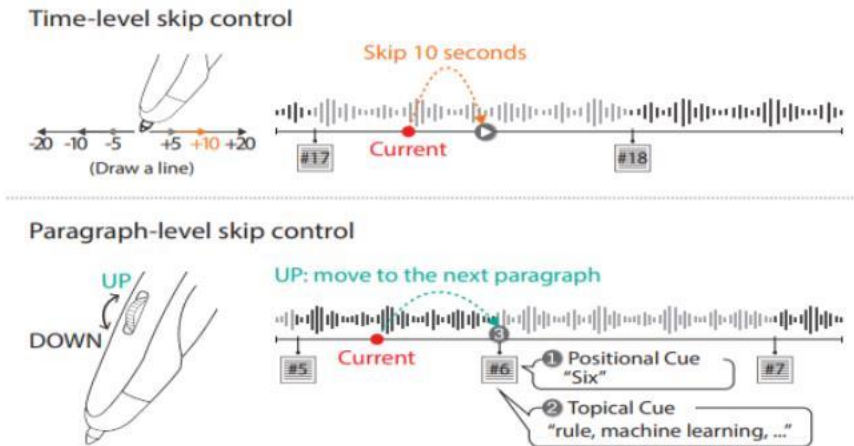 Time-level skip control
Skip 10 seconds
-20 -10 -5 +5 +10 +20
(Draw a line)
Current
#17
#18
Paragraph-level skip control
UP
DOWN
UP: move to the next paragraph
3
Current
#5
#6
#7
1 Positional Cue
"Six"
2 Topical Cue
"rule, machine learning, ..."